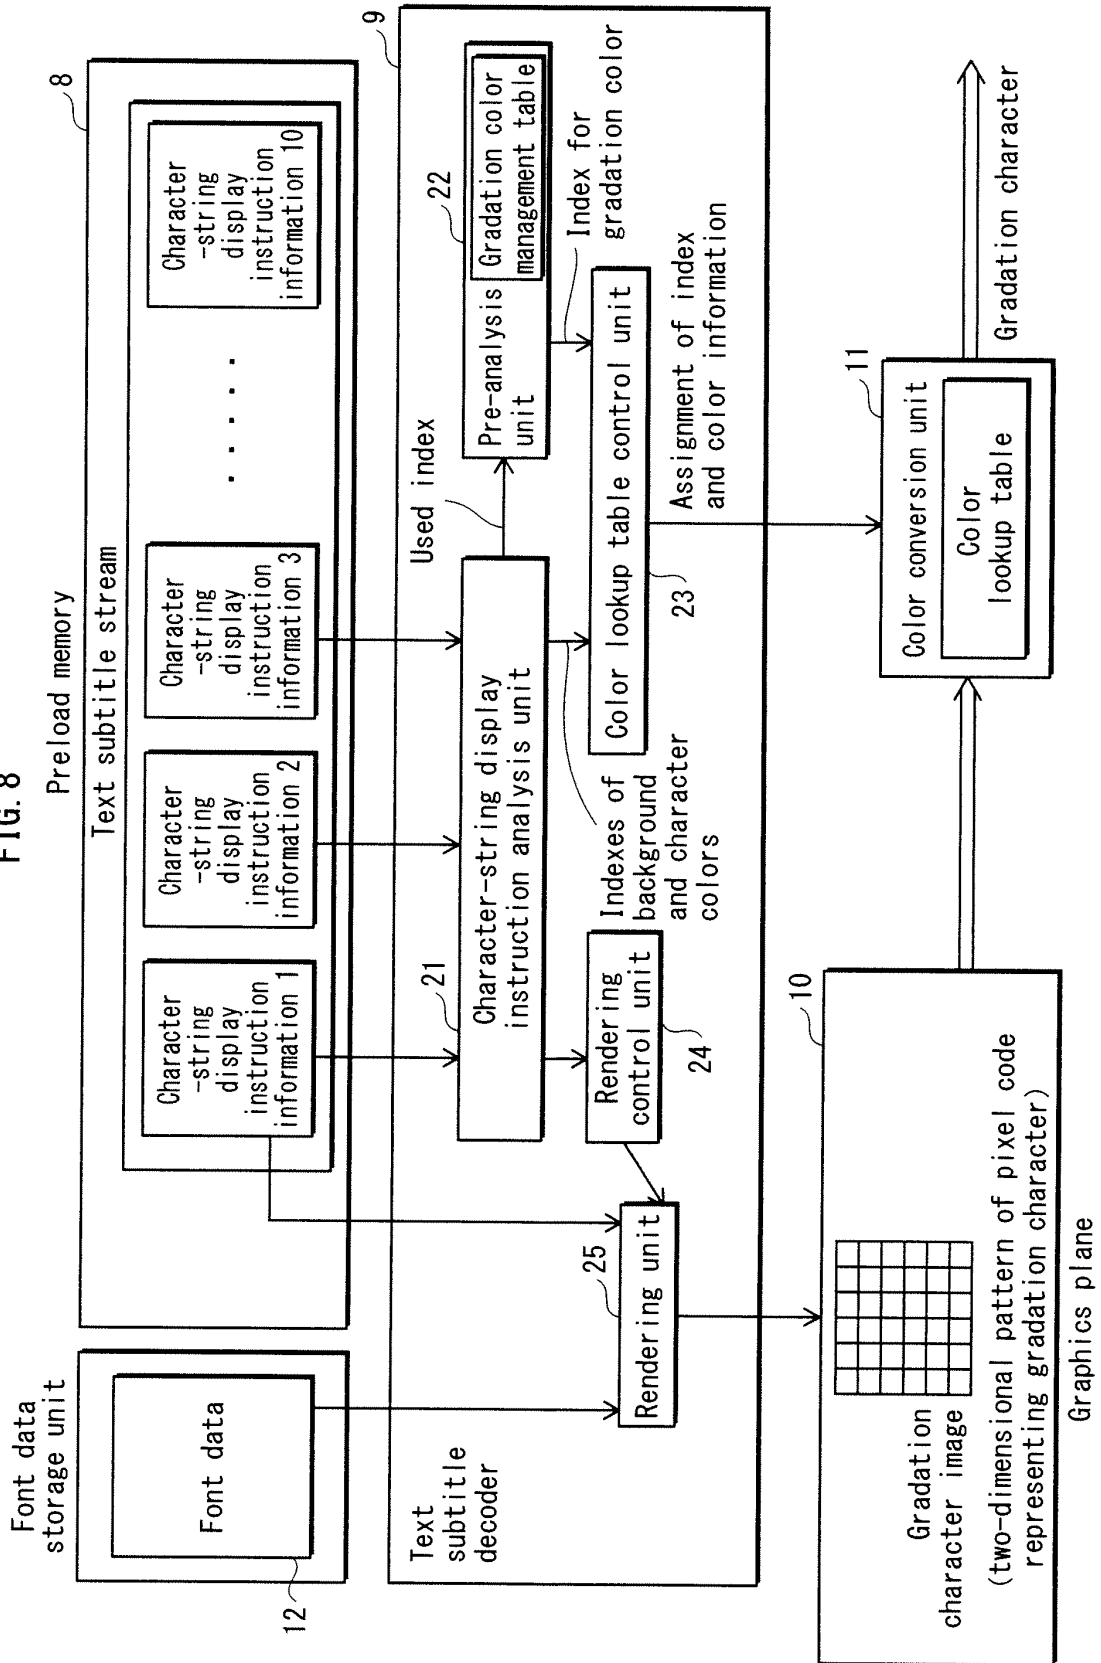 FIG. 8
Preload memory
8
Text subtitle stream
Character
-string
display
instruction
information 1
Character
-string
display
instruction
information 2
Character
-string
display
instruction
information 3
. . . . .
Character
-string
display
instruction
information 10
Font data
storage unit
Font data
12
9
Text
subtitle
decoder
21
Character-string display
instruction analysis unit
Used index
22
Pre-analysis
unit
Gradation color
management table
Index for
gradation color
Color lookup table control unit
23
Indexes of
background
and character
colors
Assignment of index
and color information
Rendering
control unit
24
25
Rendering unit
10
Gradation
character image
(two-dimensional pattern of pixel code
representing gradation character)
Graphics plane
11
Color conversion unit
Color
lookup table
Gradation character